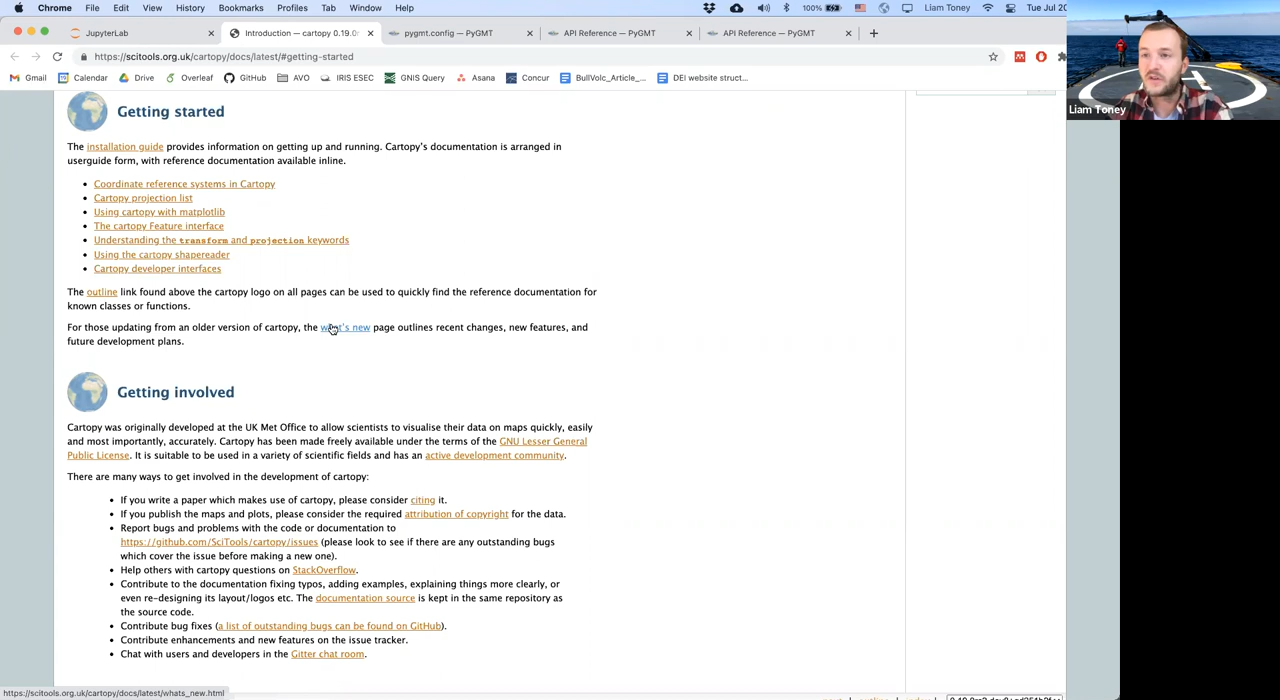 Chrome File Edit View History Bookmarks Profiles Tab Window Help 100% Liam Toney Tue Jul 20
JupyterLab Introduction — cartopy 0.19.0 pygmt.config — PyGMT API Reference — PyGMT API Reference — PyGMT
https://scitools.org.uk/cartopy/docs/latest/#getting-started
Gmail Calendar Drive Overleaf GitHub AVO IRIS ESEC GNIS Query Asana Concur BullVolc_Article_... DEI website struct...
Liam Toney
Getting started
The installation guide provides information on getting up and running. Cartopy's documentation is arranged in
userguide form, with reference documentation available inline.
Coordinate reference systems in Cartopy
Cartopy projection list
Using cartopy with matplotlib
The cartopy Feature interface
Understanding the transform and projection keywords
Using the cartopy shapereader
Cartopy developer interfaces
The outline link found above the cartopy logo on all pages can be used to quickly find the reference documentation for
known classes or functions.
For those updating from an older version of cartopy, the what's new page outlines recent changes, new features, and
future development plans.
Getting involved
Cartopy was originally developed at the UK Met Office to allow scientists to visualise their data on maps quickly, easily
and most importantly, accurately. Cartopy has been made freely available under the terms of the GNU Lesser General
Public License. It is suitable to be used in a variety of scientific fields and has an active development community.
There are many ways to get involved in the development of cartopy:
If you write a paper which makes use of cartopy, please consider citing it.
If you publish the maps and plots, please consider the required attribution of copyright for the data.
Report bugs and problems with the code or documentation to
https://github.com/SciTools/cartopy/issues (please look to see if there are any outstanding bugs
which cover the issue before making a new one).
Help others with cartopy questions on StackOverflow.
Contribute to the documentation fixing typos, adding examples, explaining things more clearly, or
even re-designing its layout/logos etc. The documentation source is kept in the same repository as
the source code.
Contribute bug fixes (a list of outstanding bugs can be found on GitHub).
Contribute enhancements and new features on the issue tracker.
Chat with users and developers in the Gitter chat room.
https://scitools.org.uk/cartopy/docs/latest/whats_new.html